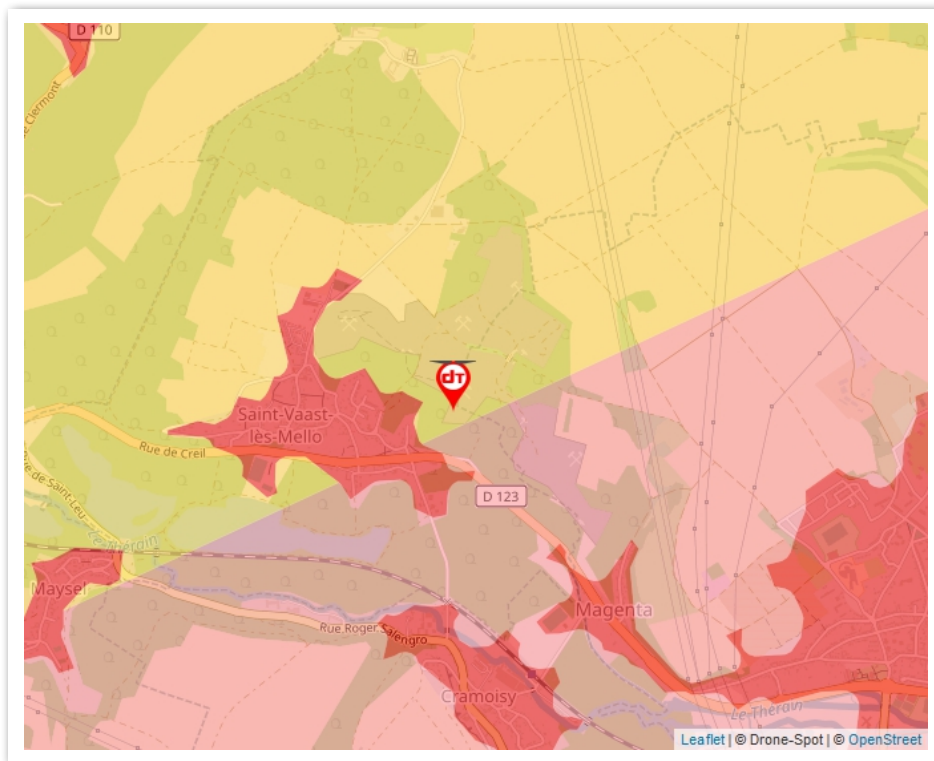 D 110
de Clermont
dT
Saint-Vaast-
lès-Mello
Rue de Creil
Rue de Saint-Leu
D 123
Le Thérain
Maysel
Magenta
Rue Roger Salengro
Cramoisy
Le Thérain
Leaflet | © Drone-Spot | © OpenStreet